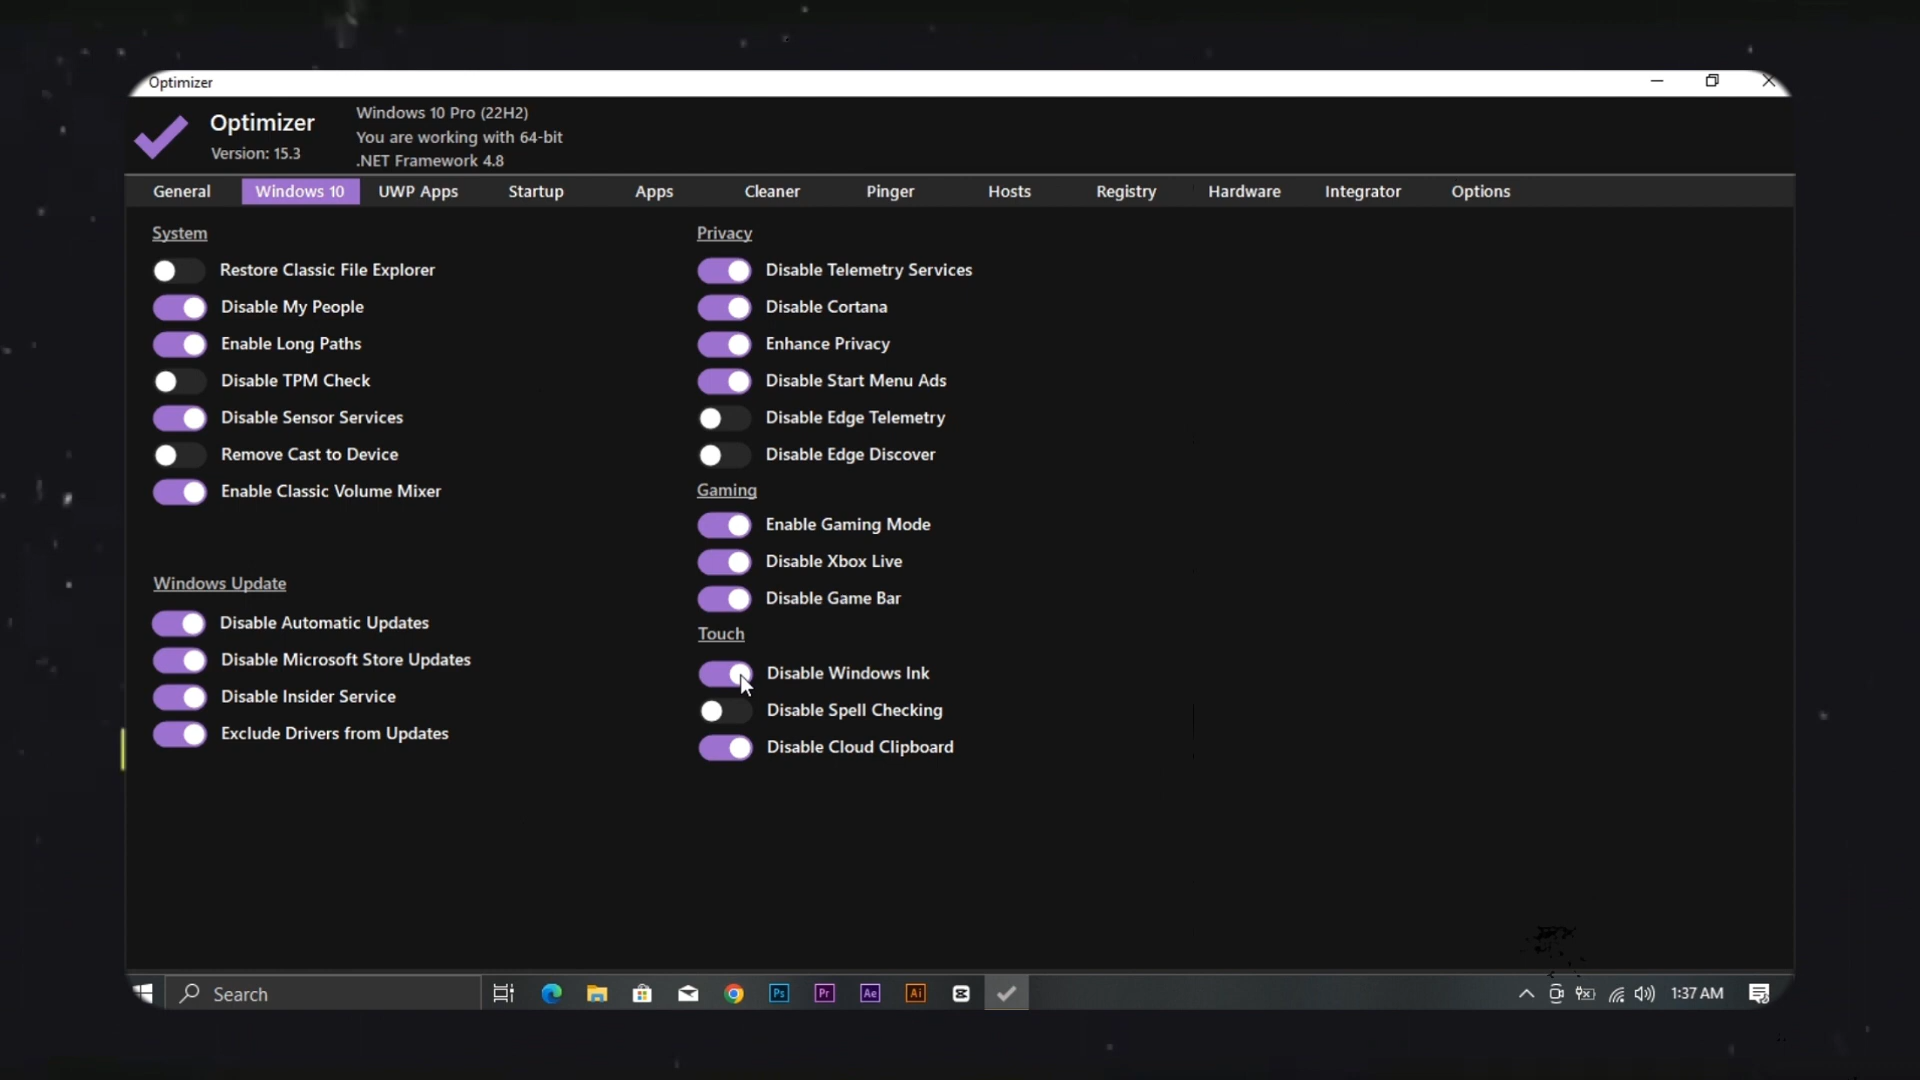 Optimizer
Optimizer
Version: 15.3
Windows 10 Pro (22H2)
You are working with 64-bit
.NET Framework 4.8
General Windows 10 UWP Apps Startup Apps Cleaner Pinger Hosts Registry Hardware Integrator Options
System
Restore Classic File Explorer
Disable My People
Enable Long Paths
Disable TPM Check
Disable Sensor Services
Remove Cast to Device
Enable Classic Volume Mixer
Windows Update
Disable Automatic Updates
Disable Microsoft Store Updates
Disable Insider Service
Exclude Drivers from Updates
Privacy
Disable Telemetry Services
Disable Cortana
Enhance Privacy
Disable Start Menu Ads
Disable Edge Telemetry
Disable Edge Discover
Gaming
Enable Gaming Mode
Disable Xbox Live
Disable Game Bar
Touch
Disable Windows Ink
Disable Spell Checking
Disable Cloud Clipboard
Search Ps Pr Ae Ai 1:37 AM